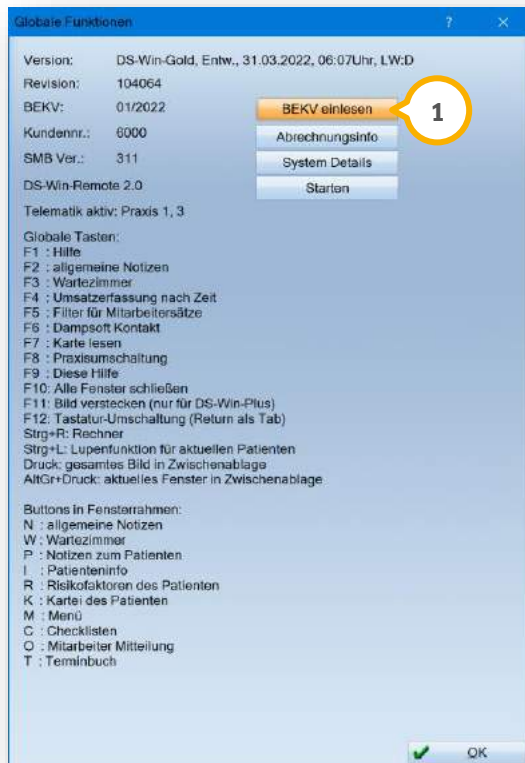 Globale Funktionen ? ×
Version: DS-Win-Gold, Entw., 31.03.2022, 06:07Uhr, LW:D
Revision: 104064
BEKV: 01/2022 BEKV einlesen 1
Kundennr.: 6000 Abrechnungsinfo
SMB Ver.: 311 System Details
DS-Win-Remote 2.0 Starten
Telematik aktiv: Praxis 1, 3
Globale Tasten:
F1 : Hilfe
F2 : allgemeine Notizen
F3 : Wartezimmer
F4 : Umsatzerfassung nach Zeit
F5 : Filter für Mitarbeitersätze
F6 : Dampsoft Kontakt
F7 : Karte lesen
F8 : Praxisumschaltung
F9 : Diese Hilfe
F10: Alle Fenster schließen
F11: Bild verstecken (nur für DS-Win-Plus)
F12: Tastatur-Umschaltung (Return als Tab)
Strg+R: Rechner
Strg+L: Lupenfunktion für aktuellen Patienten
Druck: gesamtes Bild in Zwischenablage
AltGr+Druck: aktuelles Fenster in Zwischenablage
Buttons in Fensterrahmen:
N : allgemeine Notizen
W : Wartezimmer
P : Notizen zum Patienten
I : Patienteninfo
R : Risikofaktoren des Patienten
K : Kartei des Patienten
M : Menü
C : Checklisten
O : Mitarbeiter Mitteilung
T : Terminbuch
OK